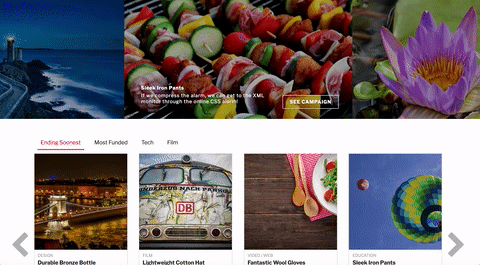 Sleek Iron Pants
If we compress the alarm, we can get to the XML
monitor through the online CSS alarm!
SEE CAMPAIGN
Ending Soonest
Most Funded
Tech
Film
DB
DESIGN
Durable Bronze Bottle
FILM
Lightweight Cotton Hat
VIDEO / WEB
Fantastic Wool Gloves
EDUCATION
Sleek Iron Pants